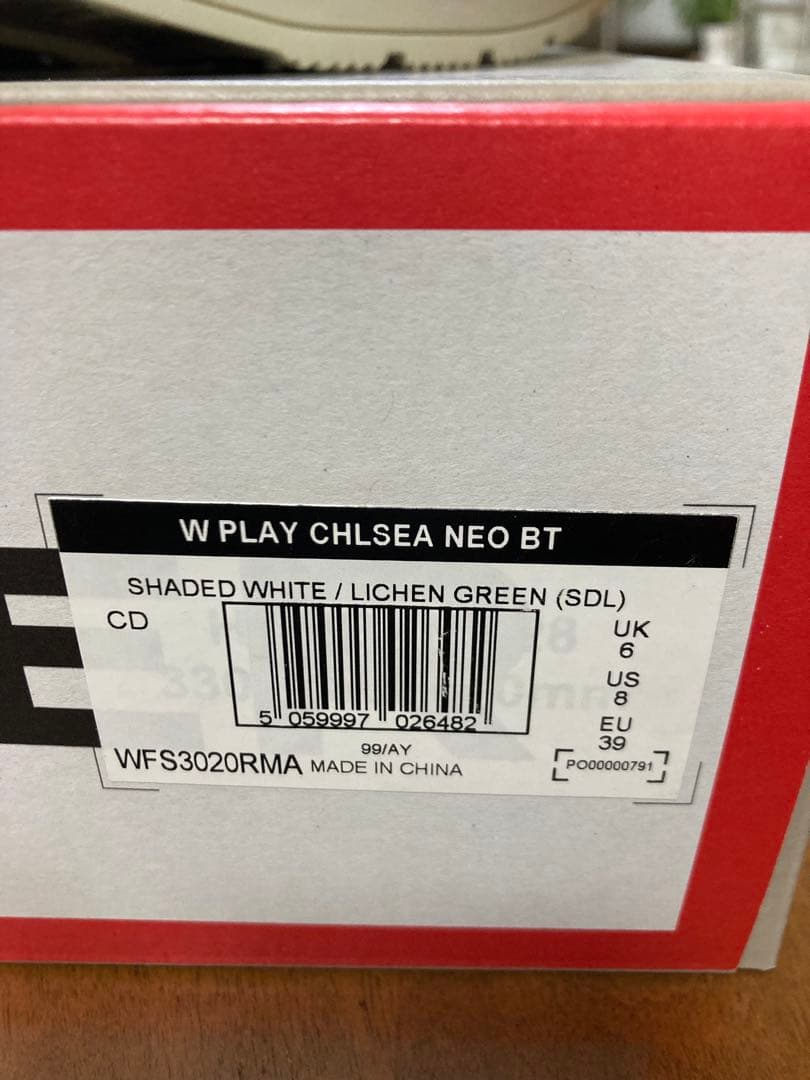 W PLAY CHLSEA NEO BT
SHADED WHITE / LICHEN GREEN (SDL)
CD
UK
6
US
8
EU
39
5 059997 026482
99/AY
WFS3020RMA MADE IN CHINA
PO00000791
E